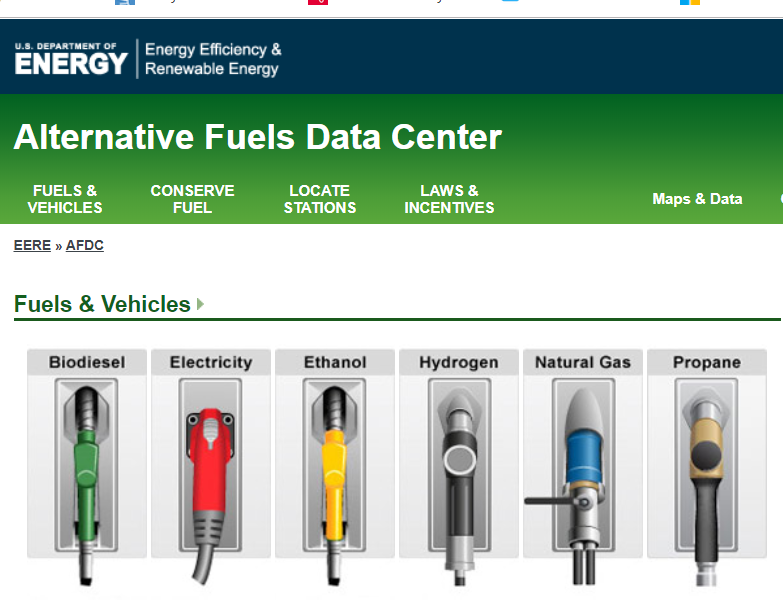 U.S. DEPARTMENT OF
ENERGY
Energy Efficiency &
Renewable Energy
Alternative Fuels Data Center
FUELS &
VEHICLES
CONSERVE
FUEL
LOCATE
STATIONS
LAWS &
INCENTIVES
Maps & Data
EERE » AFDC
Fuels & Vehicles
Biodiesel
Electricity
Ethanol
Hydrogen
Natural Gas
Propane